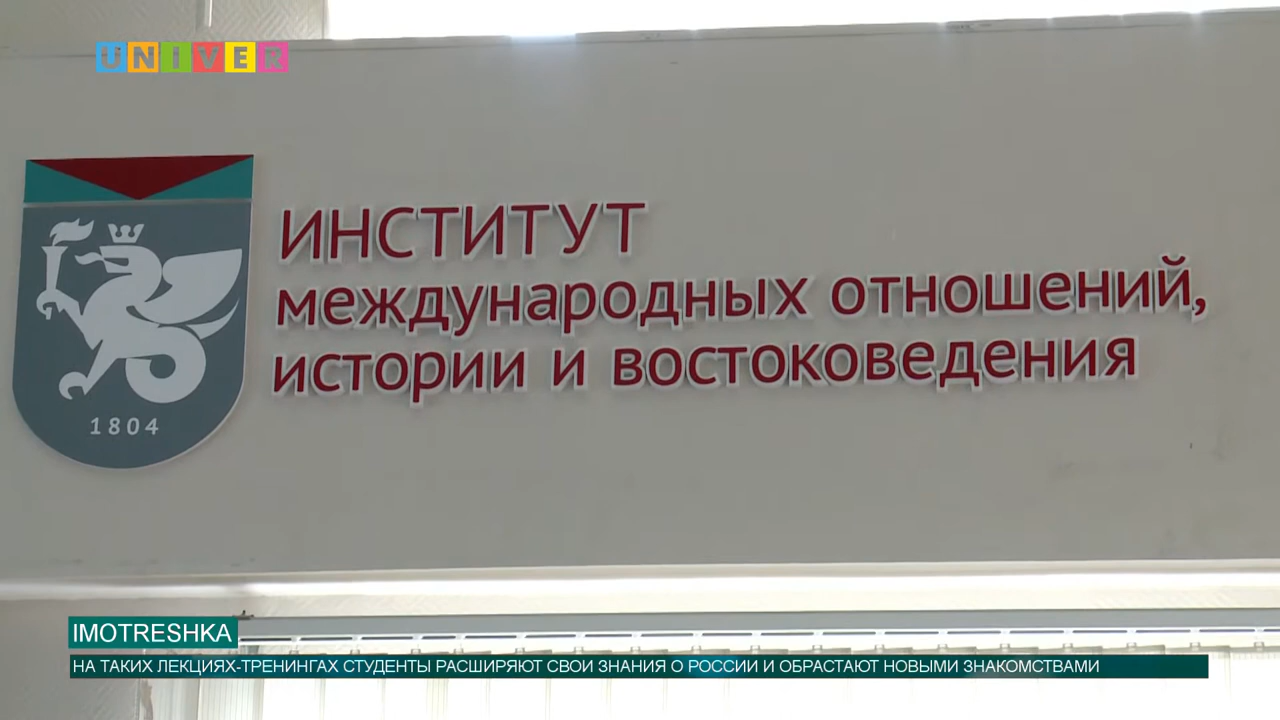 UNIVER
ИНСТИТУТ
международных отношений,
истории и востоковедения
1804
IMOTRESHKA
НА ТАКИХ ЛЕКЦИЯХ-ТРЕНИНГАХ СТУДЕНТЫ РАСШИРЯЮТ СВОИ ЗНАНИЯ О РОССИИ И ОБРАСТАЮТ НОВЫМИ ЗНАКОМСТВАМИ